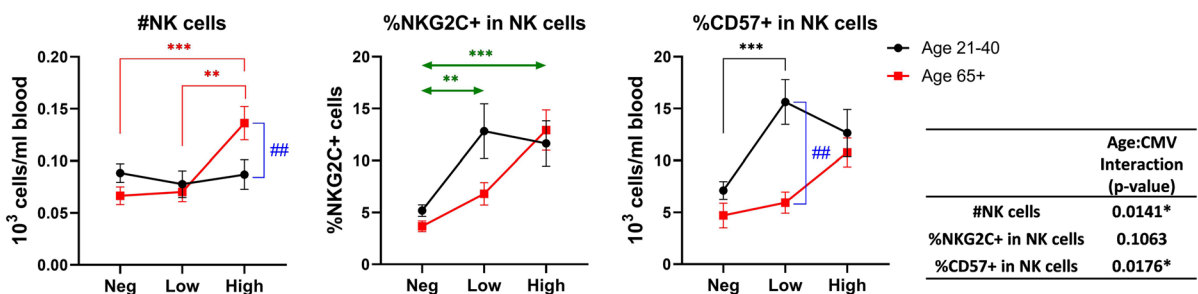 #NK cells
***
**
##
10³ cells/ml blood
0.20
0.15
0.10
0.05
0.00
Neg Low High
%NKG2C+ in NK cells
***
**
%NKG2C+ cells
20
15
10
5
0
Neg Low High
%CD57+ in NK cells
***
##
10³ cells/ml blood
20
15
10
5
0
Neg Low High
Age 21-40
Age 65+
Age:CMV
Interaction
(p-value)
#NK cells 0.0141*
%NKG2C+ in NK cells 0.1063
%CD57+ in NK cells 0.0176*